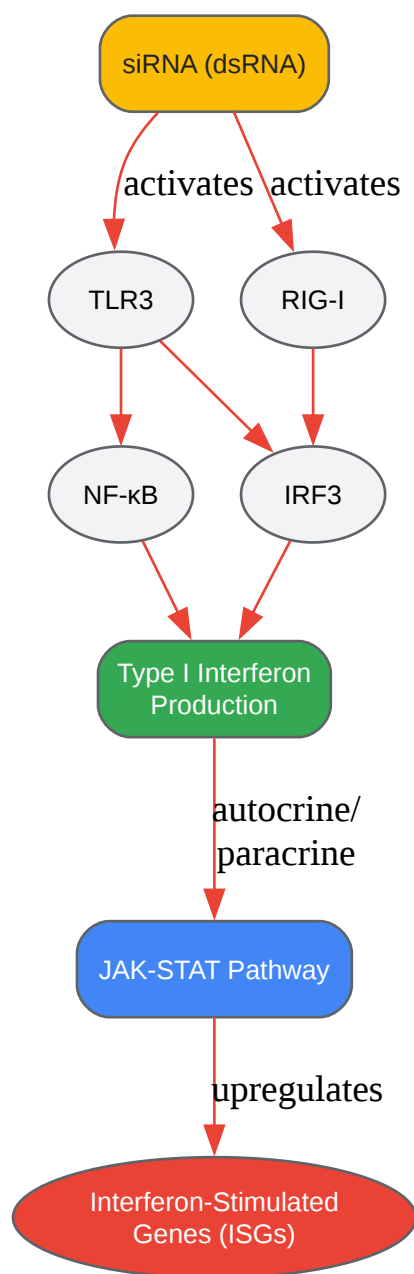 siRNA (dsRNA)
activates activates
TLR3 RIG-I
NF-κB IRF3
Type I Interferon
Production
autocrine/
paracrine
JAK-STAT Pathway
upregulates
Interferon-Stimulated
Genes (ISGs)